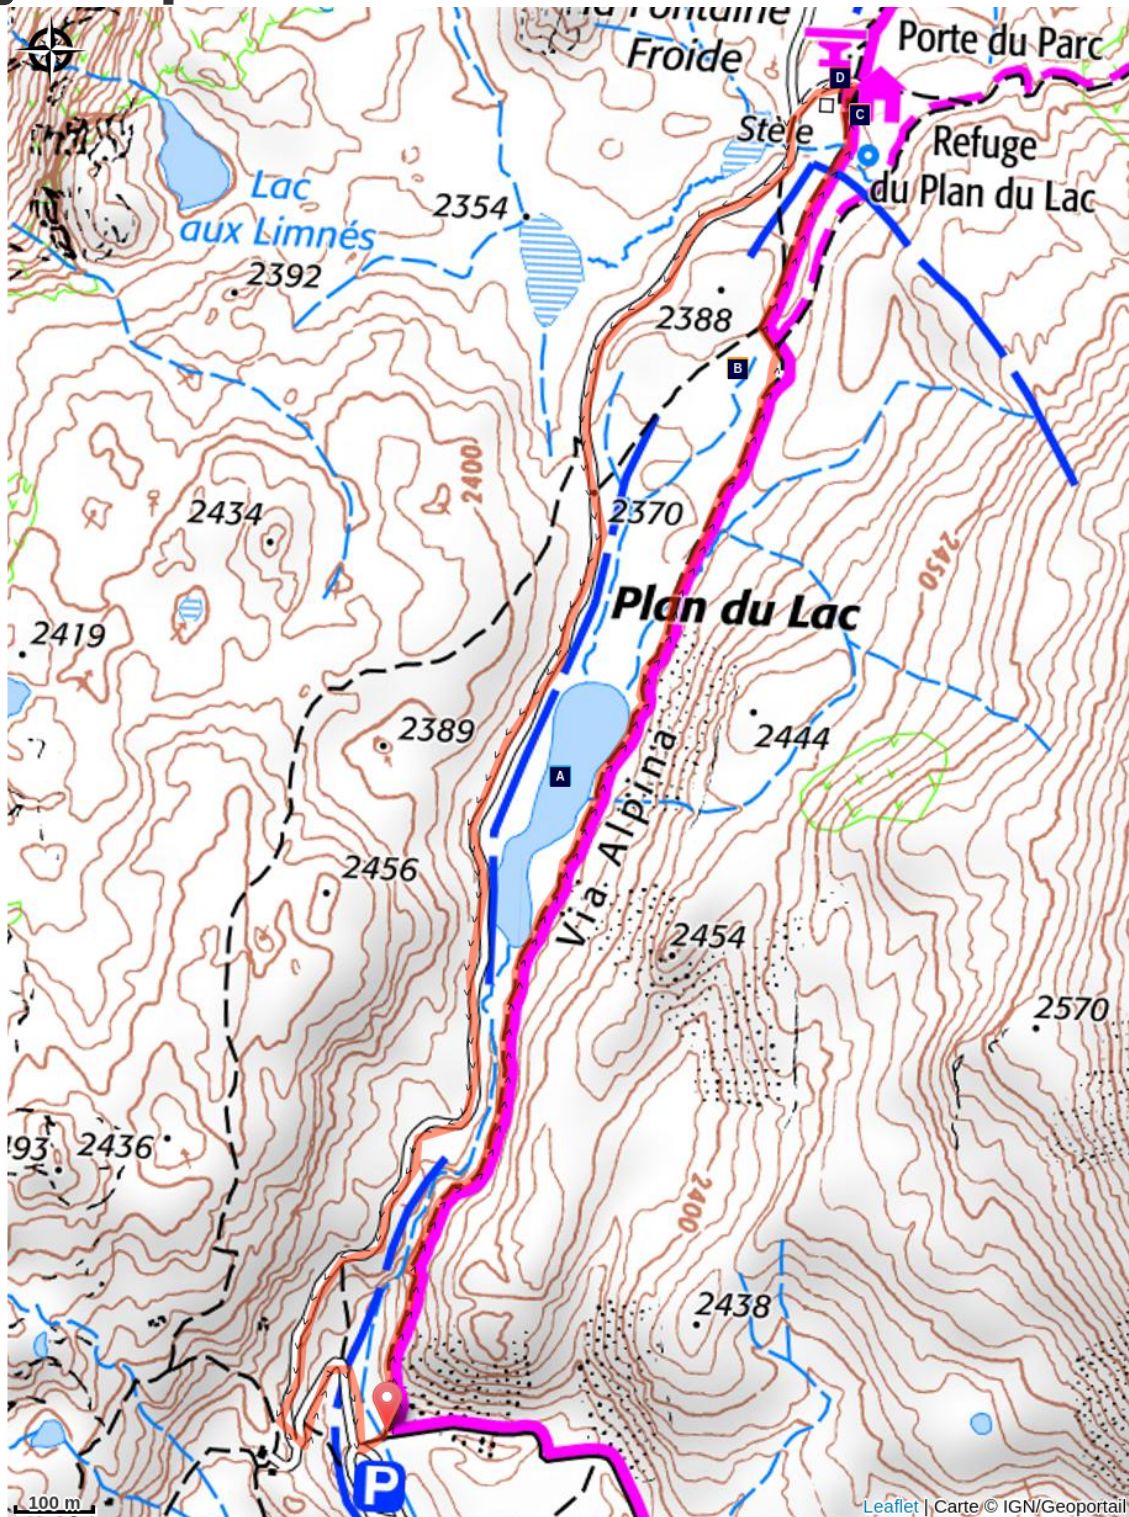 la Fontaine
Froide
Porte du Parc
D
C
Stèle
Refuge
du Plan du Lac
Lac
aux Limnés
2354
2392
2388
B
2400
2434
2370
2450
Plan du Lac
2419
2389
2444
A
Via Alpina
2456
2454
2570
493
2436
2400
2438
P
100 m
Leaflet | Carte © IGN/Geoportail